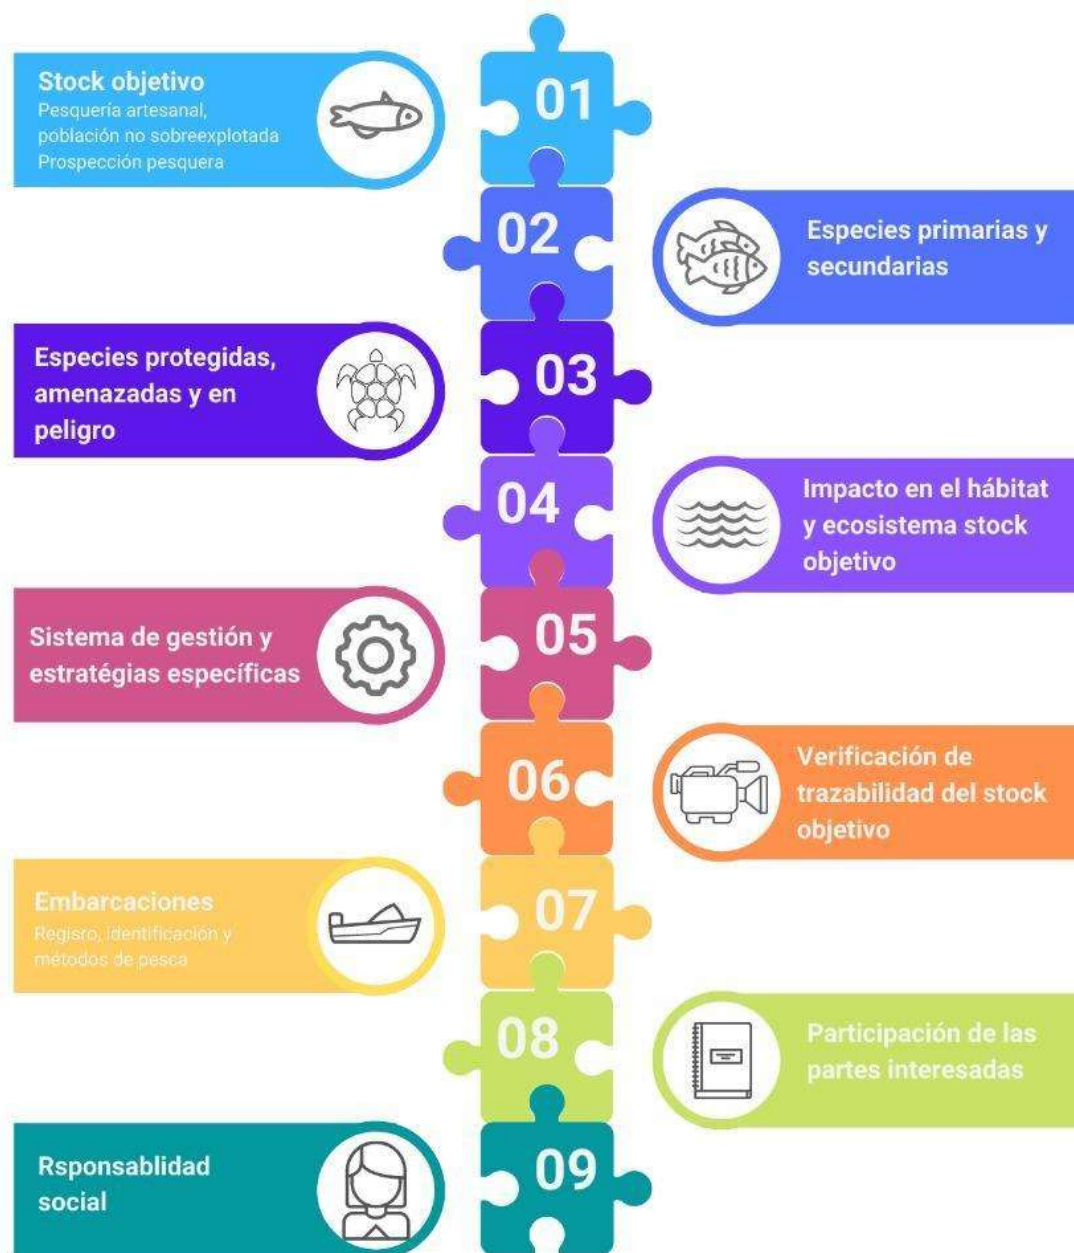 Stock objetivo
Pesquería artesanal,
población no sobreexplotada
Prospección pesquera
01
02
Especies primarias y
secundarias
Especies protegidas,
amenazadas y en
peligro
03
04
Impacto en el hábitat
y ecosistema stock
objetivo
Sistema de gestión y
estratégias específicas
05
06
Verificación de
trazabilidad del stock
objetivo
Embarcaciones
Regisro, identificación y
métodos de pesca
07
08
Participación de las
partes interesadas
Rsponsablidad
social
09